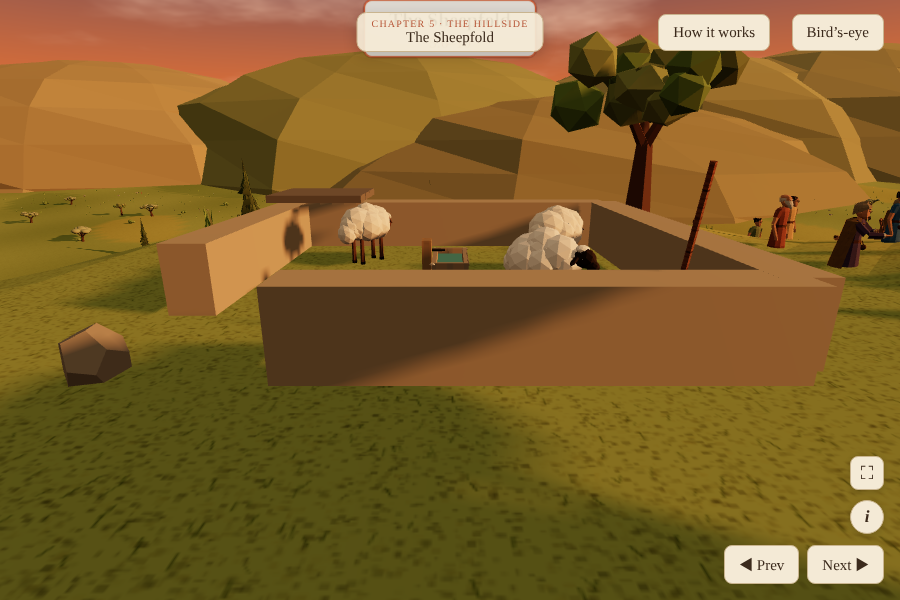 CHAPTER 5 · THE HILLSIDE
The Sheepfold
How it works
Bird’s-eye
i
◀ Prev
Next ▶